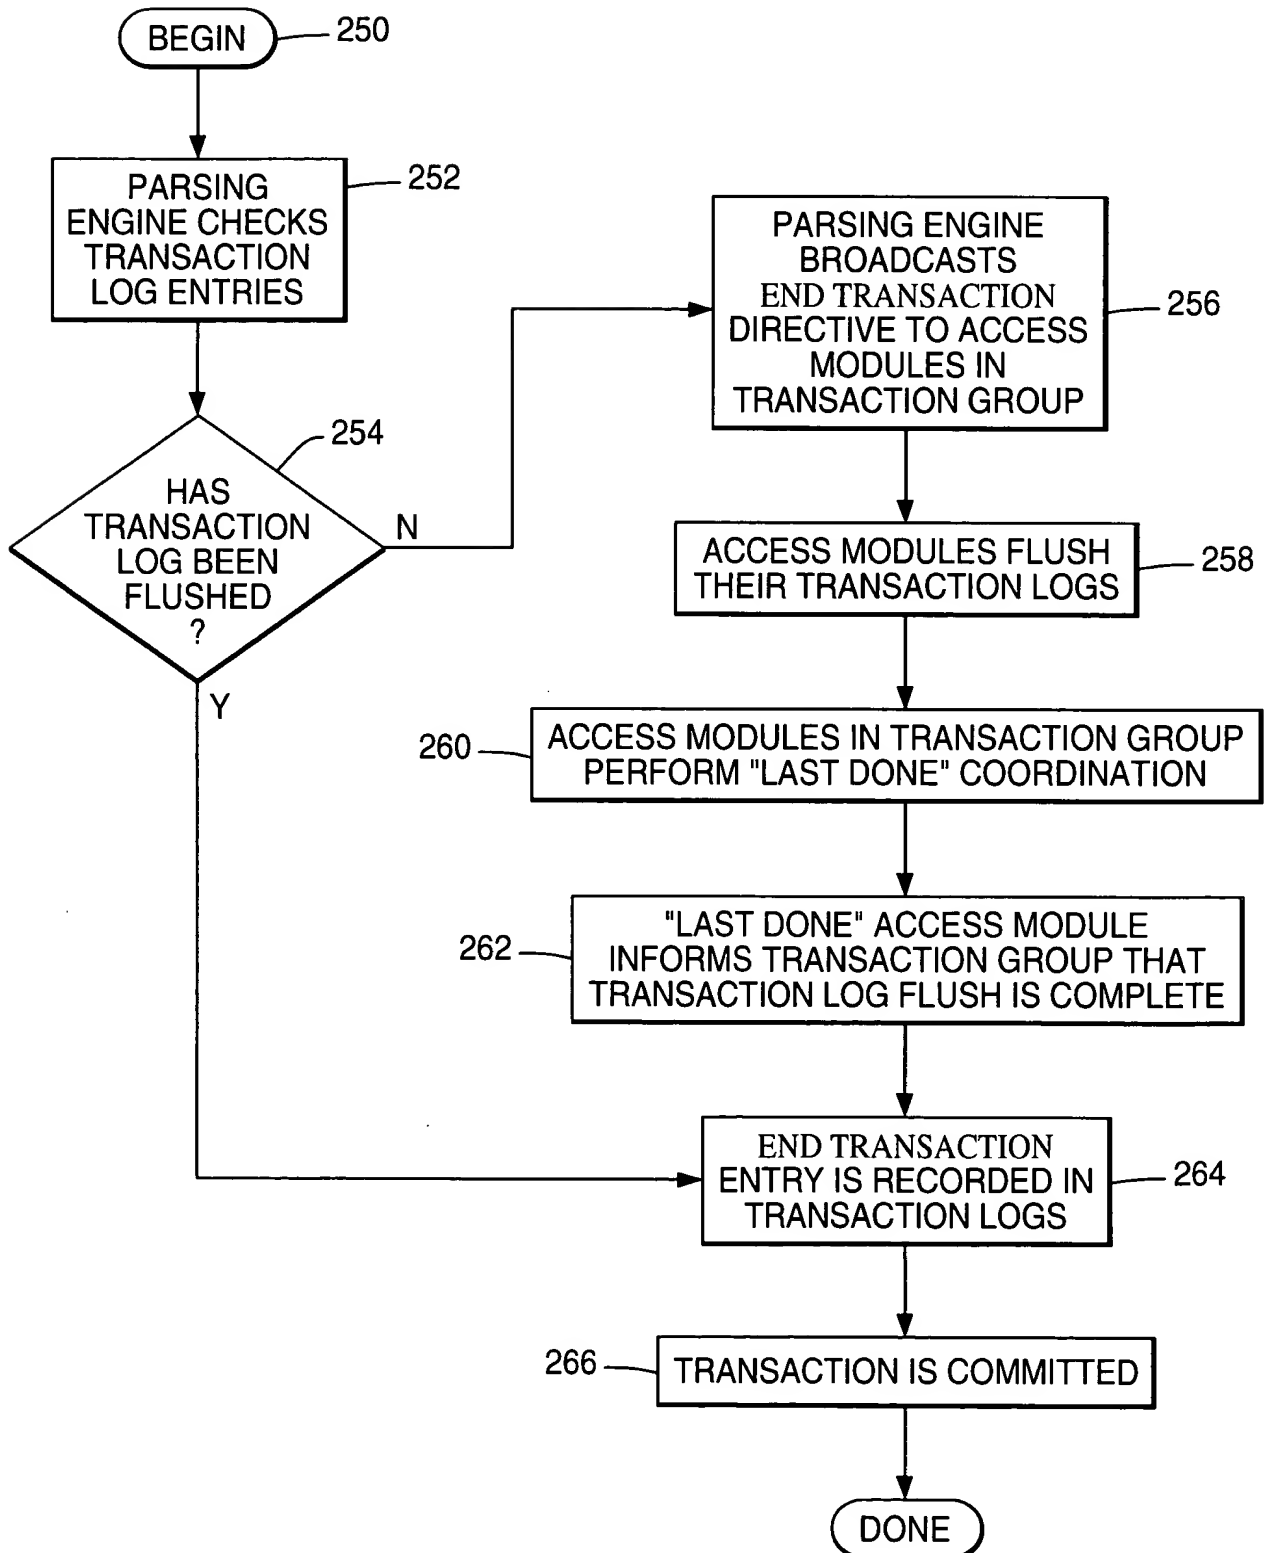 BEGIN
250
PARSING
ENGINE CHECKS
TRANSACTION
LOG ENTRIES
252
HAS
TRANSACTION
LOG BEEN
FLUSHED
?
254
N
Y
PARSING ENGINE
BROADCASTS
END TRANSACTION
DIRECTIVE TO ACCESS
MODULES IN
TRANSACTION GROUP
256
ACCESS MODULES FLUSH
THEIR TRANSACTION LOGS
258
260
ACCESS MODULES IN TRANSACTION GROUP
PERFORM "LAST DONE" COORDINATION
262
"LAST DONE" ACCESS MODULE
INFORMS TRANSACTION GROUP THAT
TRANSACTION LOG FLUSH IS COMPLETE
END TRANSACTION
ENTRY IS RECORDED IN
TRANSACTION LOGS
264
266
TRANSACTION IS COMMITTED
DONE